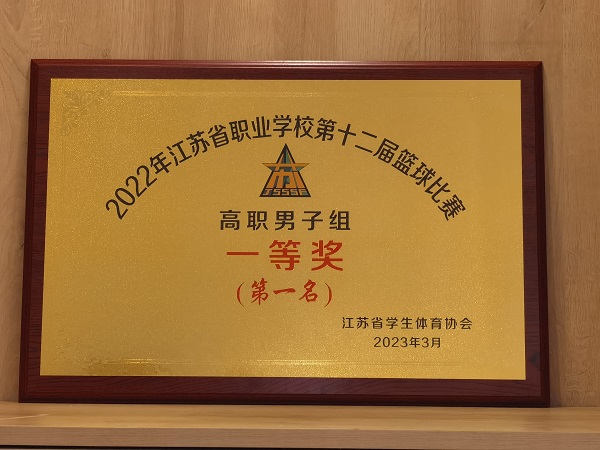 2022年江苏省职业学校第十二届篮球比赛
JSSSF
高职男子组
一等奖
(第一名)
江苏省学生体育协会
2023年3月